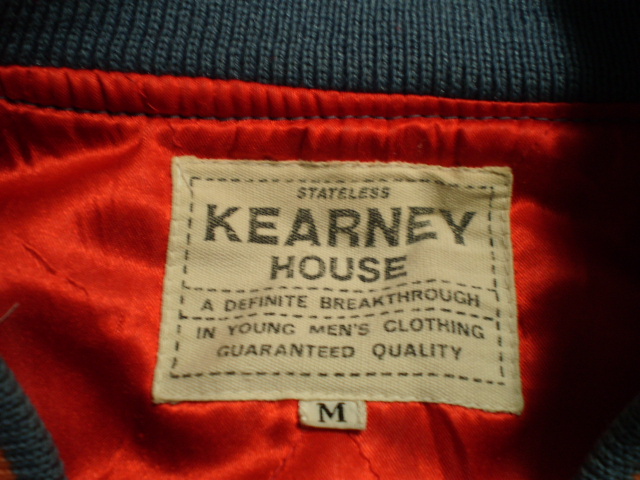 STATELESS
KEARNEY
HOUSE
A DEFINITE BREAKTHROUGH
IN YOUNG MEN'S CLOTHING
GUARANTEED QUALITY
M